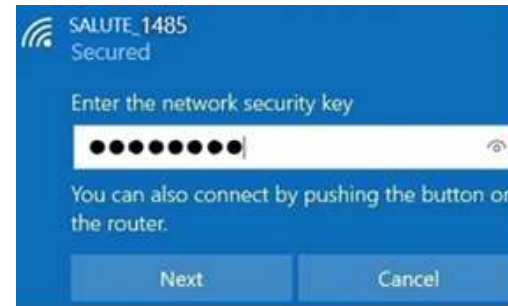 SALUTE_1485
Secured
Enter the network security key
●●●●●●●●
You can also connect by pushing the button on
the router.
Next
Cancel